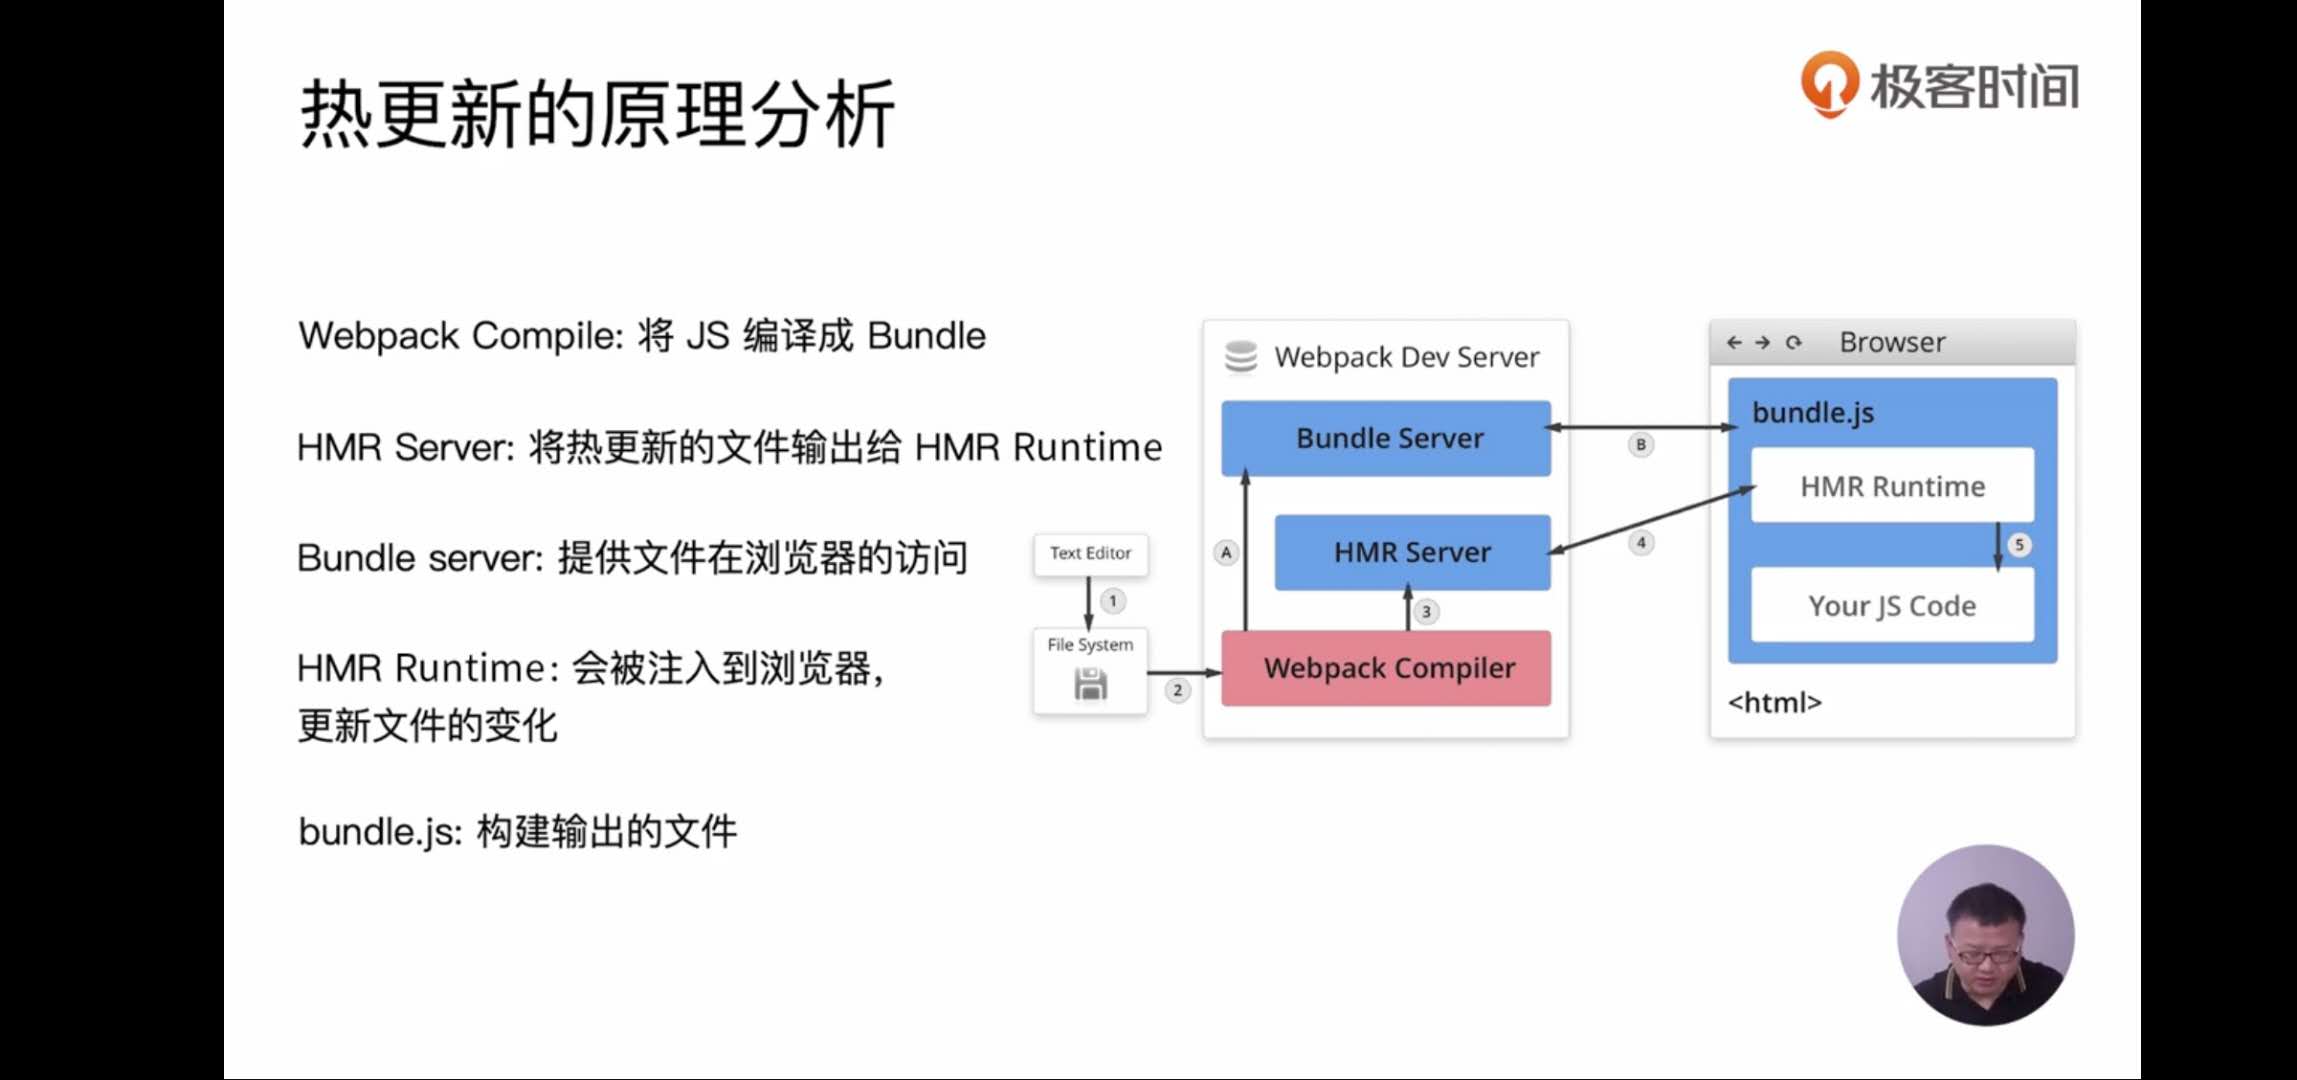 热更新的原理分析
极客时间
Webpack Compile: 将 JS 编译成 Bundle
HMR Server: 将热更新的文件输出给 HMR Runtime
Bundle server: 提供文件在浏览器的访问
HMR Runtime: 会被注入到浏览器,
更新文件的变化
bundle.js: 构建输出的文件
Text Editor
1
File System
2
Webpack Dev Server
Bundle Server
A
HMR Server
3
Webpack Compiler
B
4
Browser
bundle.js
HMR Runtime
5
Your JS Code
<html>